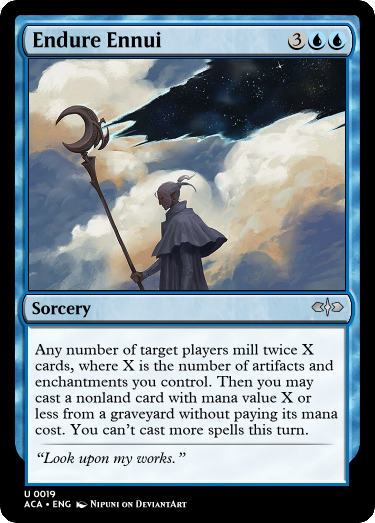 Endure Ennui 3
Sorcery
Any number of target players mill twice X
cards, where X is the number of artifacts and
enchantments you control. Then you may
cast a nonland card with mana value X or
less from a graveyard without paying its mana
cost. You can't cast more spells this turn.
“Look upon my works.”
U 0019
ACA • ENG Nipuni on DeviantArt